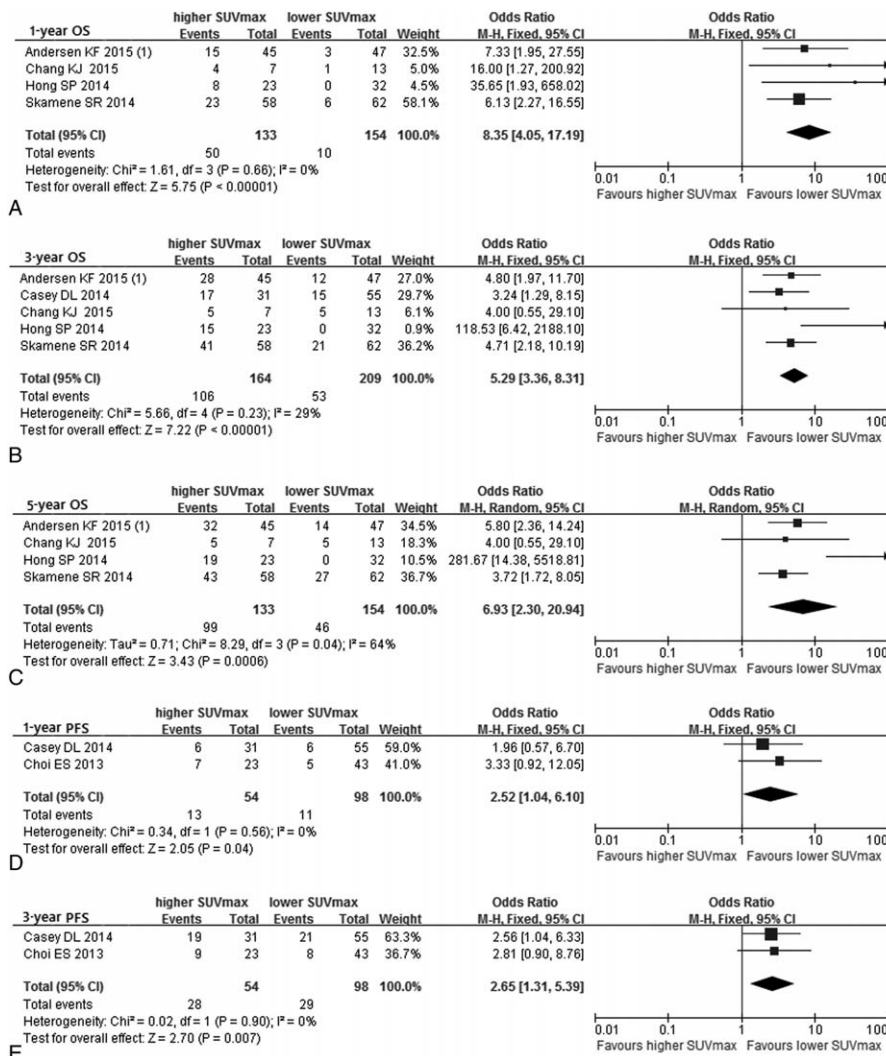 higher SUVmax lower SUVmax Odds Ratio Odds Ratio
1-year OS Events Total Events Total Weight M-H, Fixed, 95% CI M-H, Fixed, 95% CI
Andersen KF 2015 (1) 15 45 3 47 32.5% 7.33 [1.95, 27.55]
Chang KJ 2015 4 7 1 13 5.0% 16.00 [1.27, 200.92]
Hong SP 2014 8 23 0 32 4.5% 35.65 [1.93, 658.02]
Skamene SR 2014 23 58 6 62 58.1% 6.13 [2.27, 16.55]
Total (95% CI) 133 154 100.0% 8.35 [4.05, 17.19]
Total events 50 10
Heterogeneity: Chi² = 1.61, df = 3 (P = 0.66); I² = 0%
Test for overall effect: Z = 5.75 (P < 0.00001)
0.01 0.1 1 10 100
Favours higher SUVmax Favours lower SUVmax
A
higher SUVmax lower SUVmax Odds Ratio Odds Ratio
3-year OS Events Total Events Total Weight M-H, Fixed, 95% CI M-H, Fixed, 95% CI
Andersen KF 2015 (1) 28 45 12 47 27.0% 4.80 [1.97, 11.70]
Casey DL 2014 17 31 15 55 29.7% 3.24 [1.29, 8.15]
Chang KJ 2015 5 7 5 13 6.1% 4.00 [0.55, 29.10]
Hong SP 2014 15 23 0 32 0.9% 118.53 [6.42, 2188.10]
Skamene SR 2014 41 58 21 62 36.2% 4.71 [2.18, 10.19]
Total (95% CI) 164 209 100.0% 5.29 [3.36, 8.31]
Total events 106 53
Heterogeneity: Chi² = 5.66, df = 4 (P = 0.23); I² = 29%
Test for overall effect: Z = 7.22 (P < 0.00001)
0.01 0.1 1 10 100
Favours higher SUVmax Favours lower SUVmax
B
higher SUVmax lower SUVmax Odds Ratio Odds Ratio
5-year OS Events Total Events Total Weight M-H, Random, 95% CI M-H, Random, 95% CI
Andersen KF 2015 (1) 32 45 14 47 34.5% 5.80 [2.36, 14.24]
Chang KJ 2015 5 7 5 13 18.3% 4.00 [0.55, 29.10]
Hong SP 2014 19 23 0 32 10.5% 281.67 [14.38, 5518.81]
Skamene SR 2014 43 58 27 62 36.7% 3.72 [1.72, 8.05]
Total (95% CI) 133 154 100.0% 6.93 [2.30, 20.94]
Total events 99 46
Heterogeneity: Tau² = 0.71; Chi² = 8.29, df = 3 (P = 0.04); I² = 64%
Test for overall effect: Z = 3.43 (P = 0.0006)
0.01 0.1 1 10 100
Favours higher SUVmax Favours lower SUVmax
C
higher SUVmax lower SUVmax Odds Ratio Odds Ratio
1-year PFS Events Total Events Total Weight M-H, Fixed, 95% CI M-H, Fixed, 95% CI
Casey DL 2014 6 31 6 55 59.0% 1.96 [0.57, 6.70]
Choi ES 2013 7 23 5 43 41.0% 3.33 [0.92, 12.05]
Total (95% CI) 54 98 100.0% 2.52 [1.04, 6.10]
Total events 13 11
Heterogeneity: Chi² = 0.34, df = 1 (P = 0.56); I² = 0%
Test for overall effect: Z = 2.05 (P = 0.04)
0.01 0.1 1 10 100
Favours higher SUVmax Favours lower SUVmax
D
higher SUVmax lower SUVmax Odds Ratio Odds Ratio
3-year PFS Events Total Events Total Weight M-H, Fixed, 95% CI M-H, Fixed, 95% CI
Casey DL 2014 19 31 21 55 63.3% 2.56 [1.04, 6.33]
Choi ES 2013 9 23 8 43 36.7% 2.81 [0.90, 8.76]
Total (95% CI) 54 98 100.0% 2.65 [1.31, 5.39]
Total events 28 29
Heterogeneity: Chi² = 0.02, df = 1 (P = 0.90); I² = 0%
Test for overall effect: Z = 2.70 (P = 0.007)
0.01 0.1 1 10 100
Favours higher SUVmax Favours lower SUVmax
E